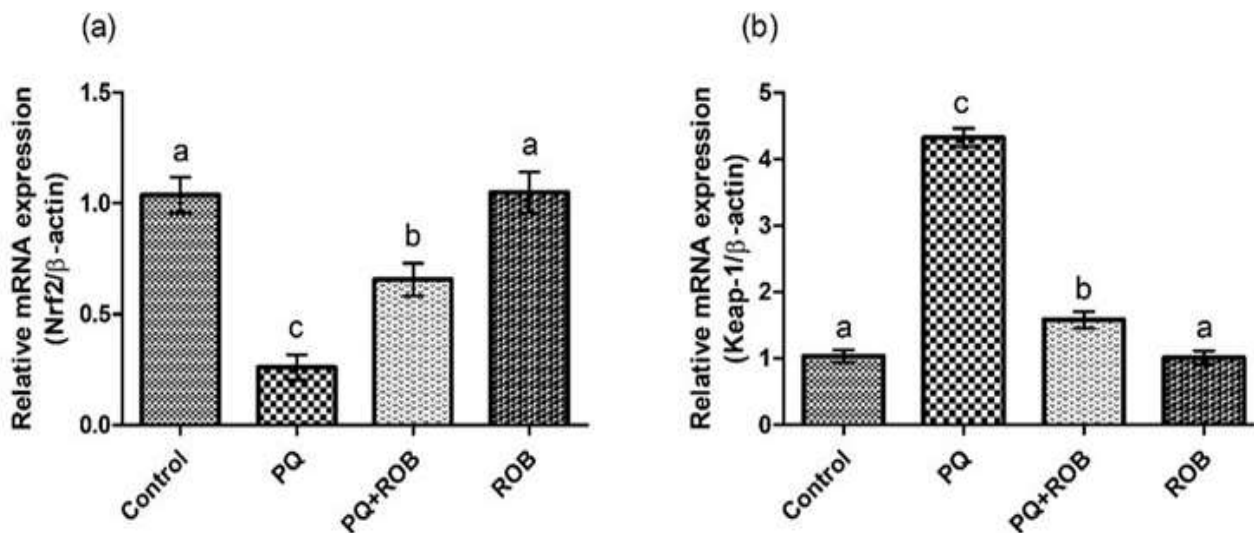 (a)
Relative mRNA expression
(Nrf2/β-actin)
1.5
1.0
0.5
0.0
a
c
b
a
Control
PQ
PQ+ROB
ROB
(b)
Relative mRNA expression
(Keap-1/β-actin)
5
4
3
2
1
0
a
c
b
a
Control
PQ
PQ+ROB
ROB